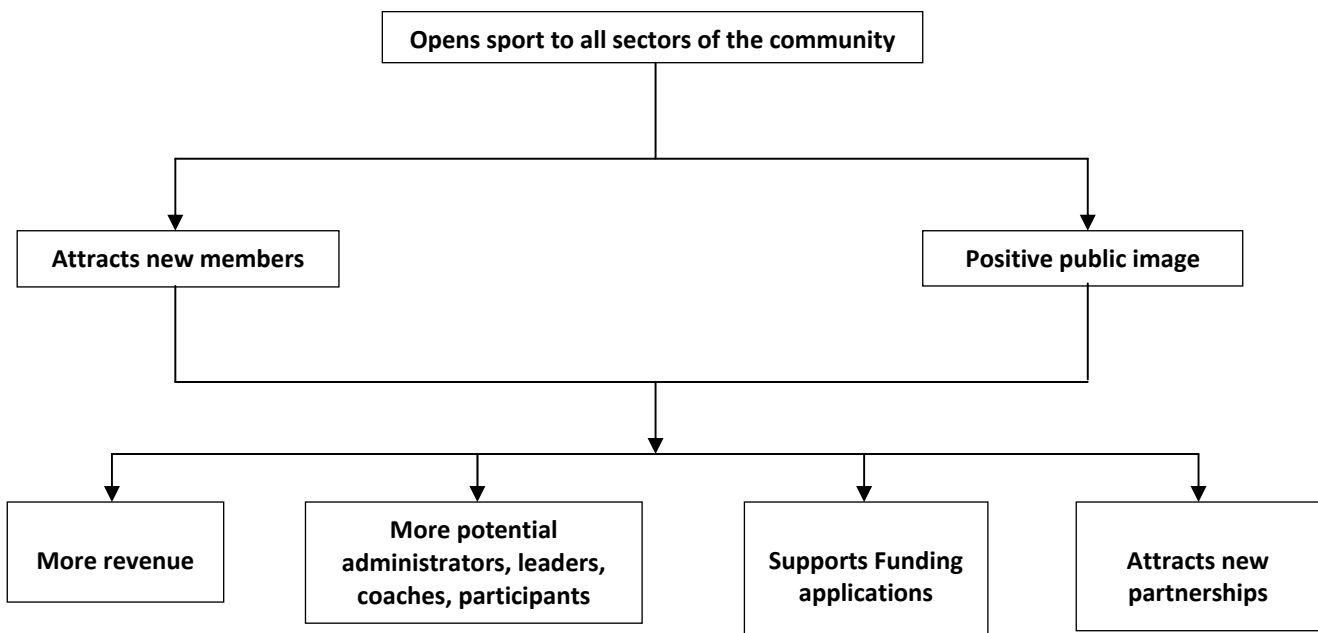 Opens sport to all sectors of the community
Attracts new members
Positive public image
More revenue
More potential
administrators, leaders,
coaches, participants
Supports Funding
applications
Attracts new
partnerships